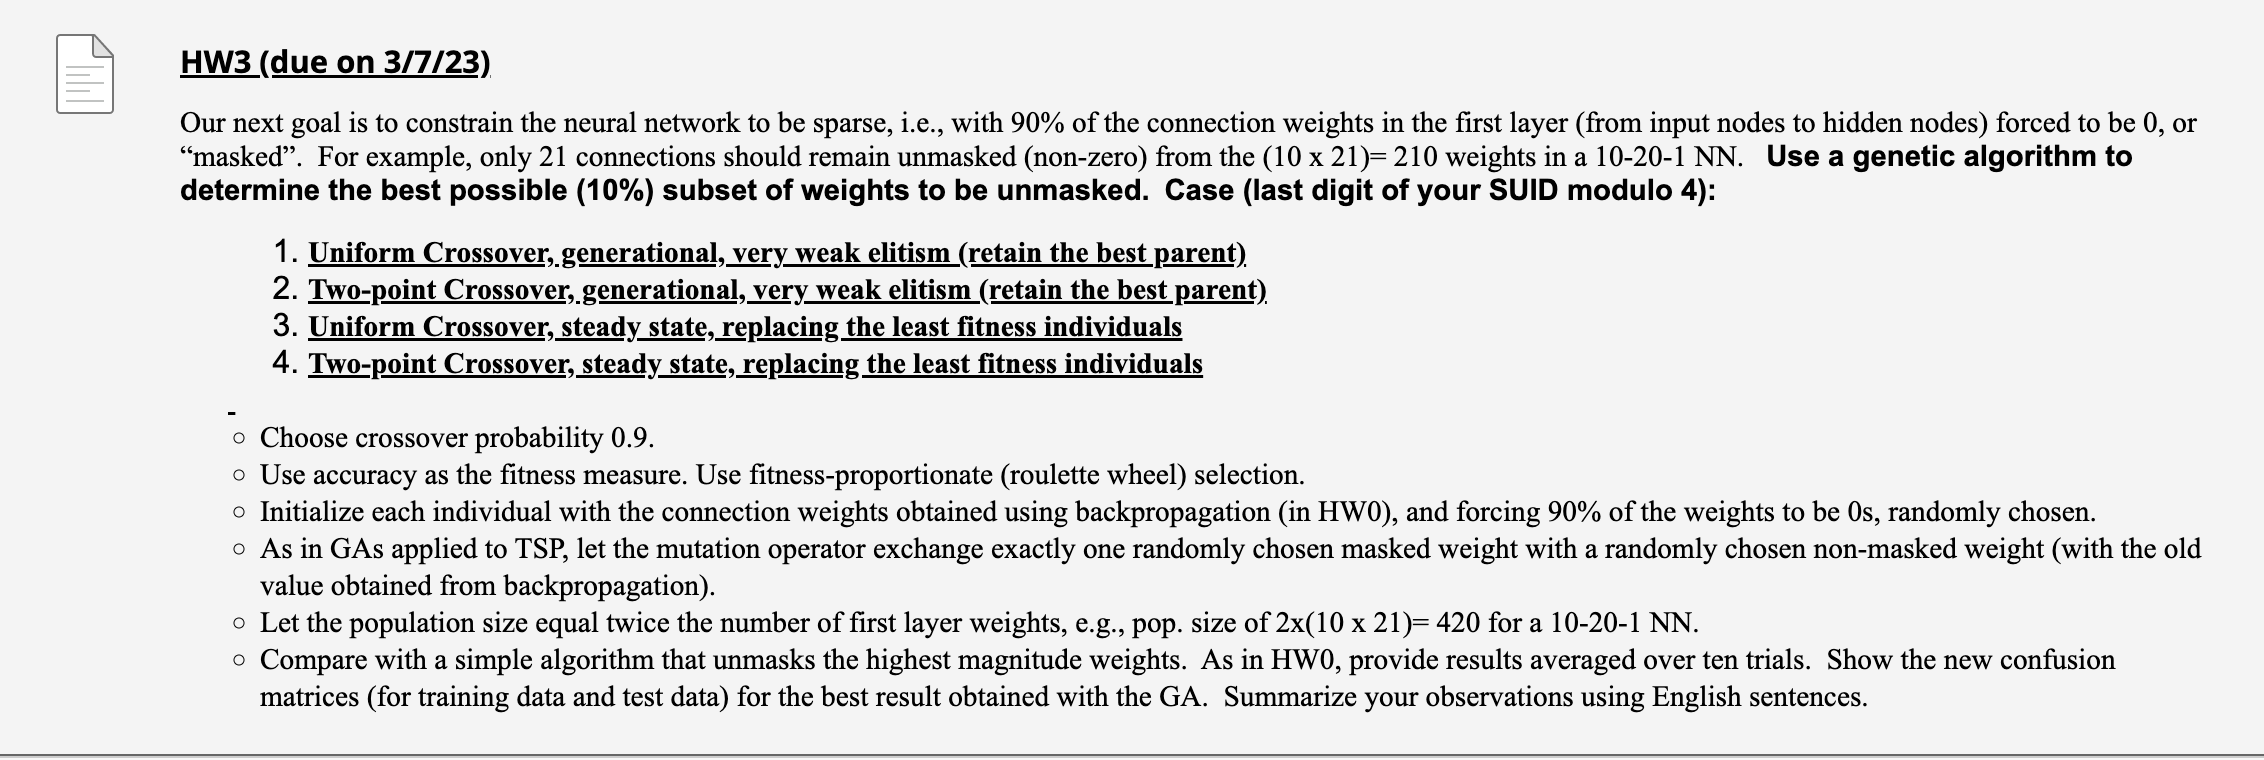 HW3 (due on 3/7/23)
Our next goal is to constrain the neural network to be sparse, i.e., with 90% of the connection weights in the first layer (from input nodes to hidden nodes) forced to be 0, or
“masked”.  For example, only 21 connections should remain unmasked (non-zero) from the (10 x 21)= 210 weights in a 10-20-1 NN.   Use a genetic algorithm to
determine the best possible (10%) subset of weights to be unmasked.  Case (last digit of your SUID modulo 4):
1. Uniform Crossover, generational, very weak elitism (retain the best parent)
2. Two-point Crossover, generational, very weak elitism (retain the best parent)
3. Uniform Crossover, steady state, replacing the least fitness individuals
4. Two-point Crossover, steady state, replacing the least fitness individuals
-
○ Choose crossover probability 0.9.
○ Use accuracy as the fitness measure. Use fitness-proportionate (roulette wheel) selection.
○ Initialize each individual with the connection weights obtained using backpropagation (in HW0), and forcing 90% of the weights to be 0s, randomly chosen.
○ As in GAs applied to TSP, let the mutation operator exchange exactly one randomly chosen masked weight with a randomly chosen non-masked weight (with the old
value obtained from backpropagation).
○ Let the population size equal twice the number of first layer weights, e.g., pop. size of 2x(10 x 21)= 420 for a 10-20-1 NN.
○ Compare with a simple algorithm that unmasks the highest magnitude weights.  As in HW0, provide results averaged over ten trials.  Show the new confusion
matrices (for training data and test data) for the best result obtained with the GA.  Summarize your observations using English sentences.